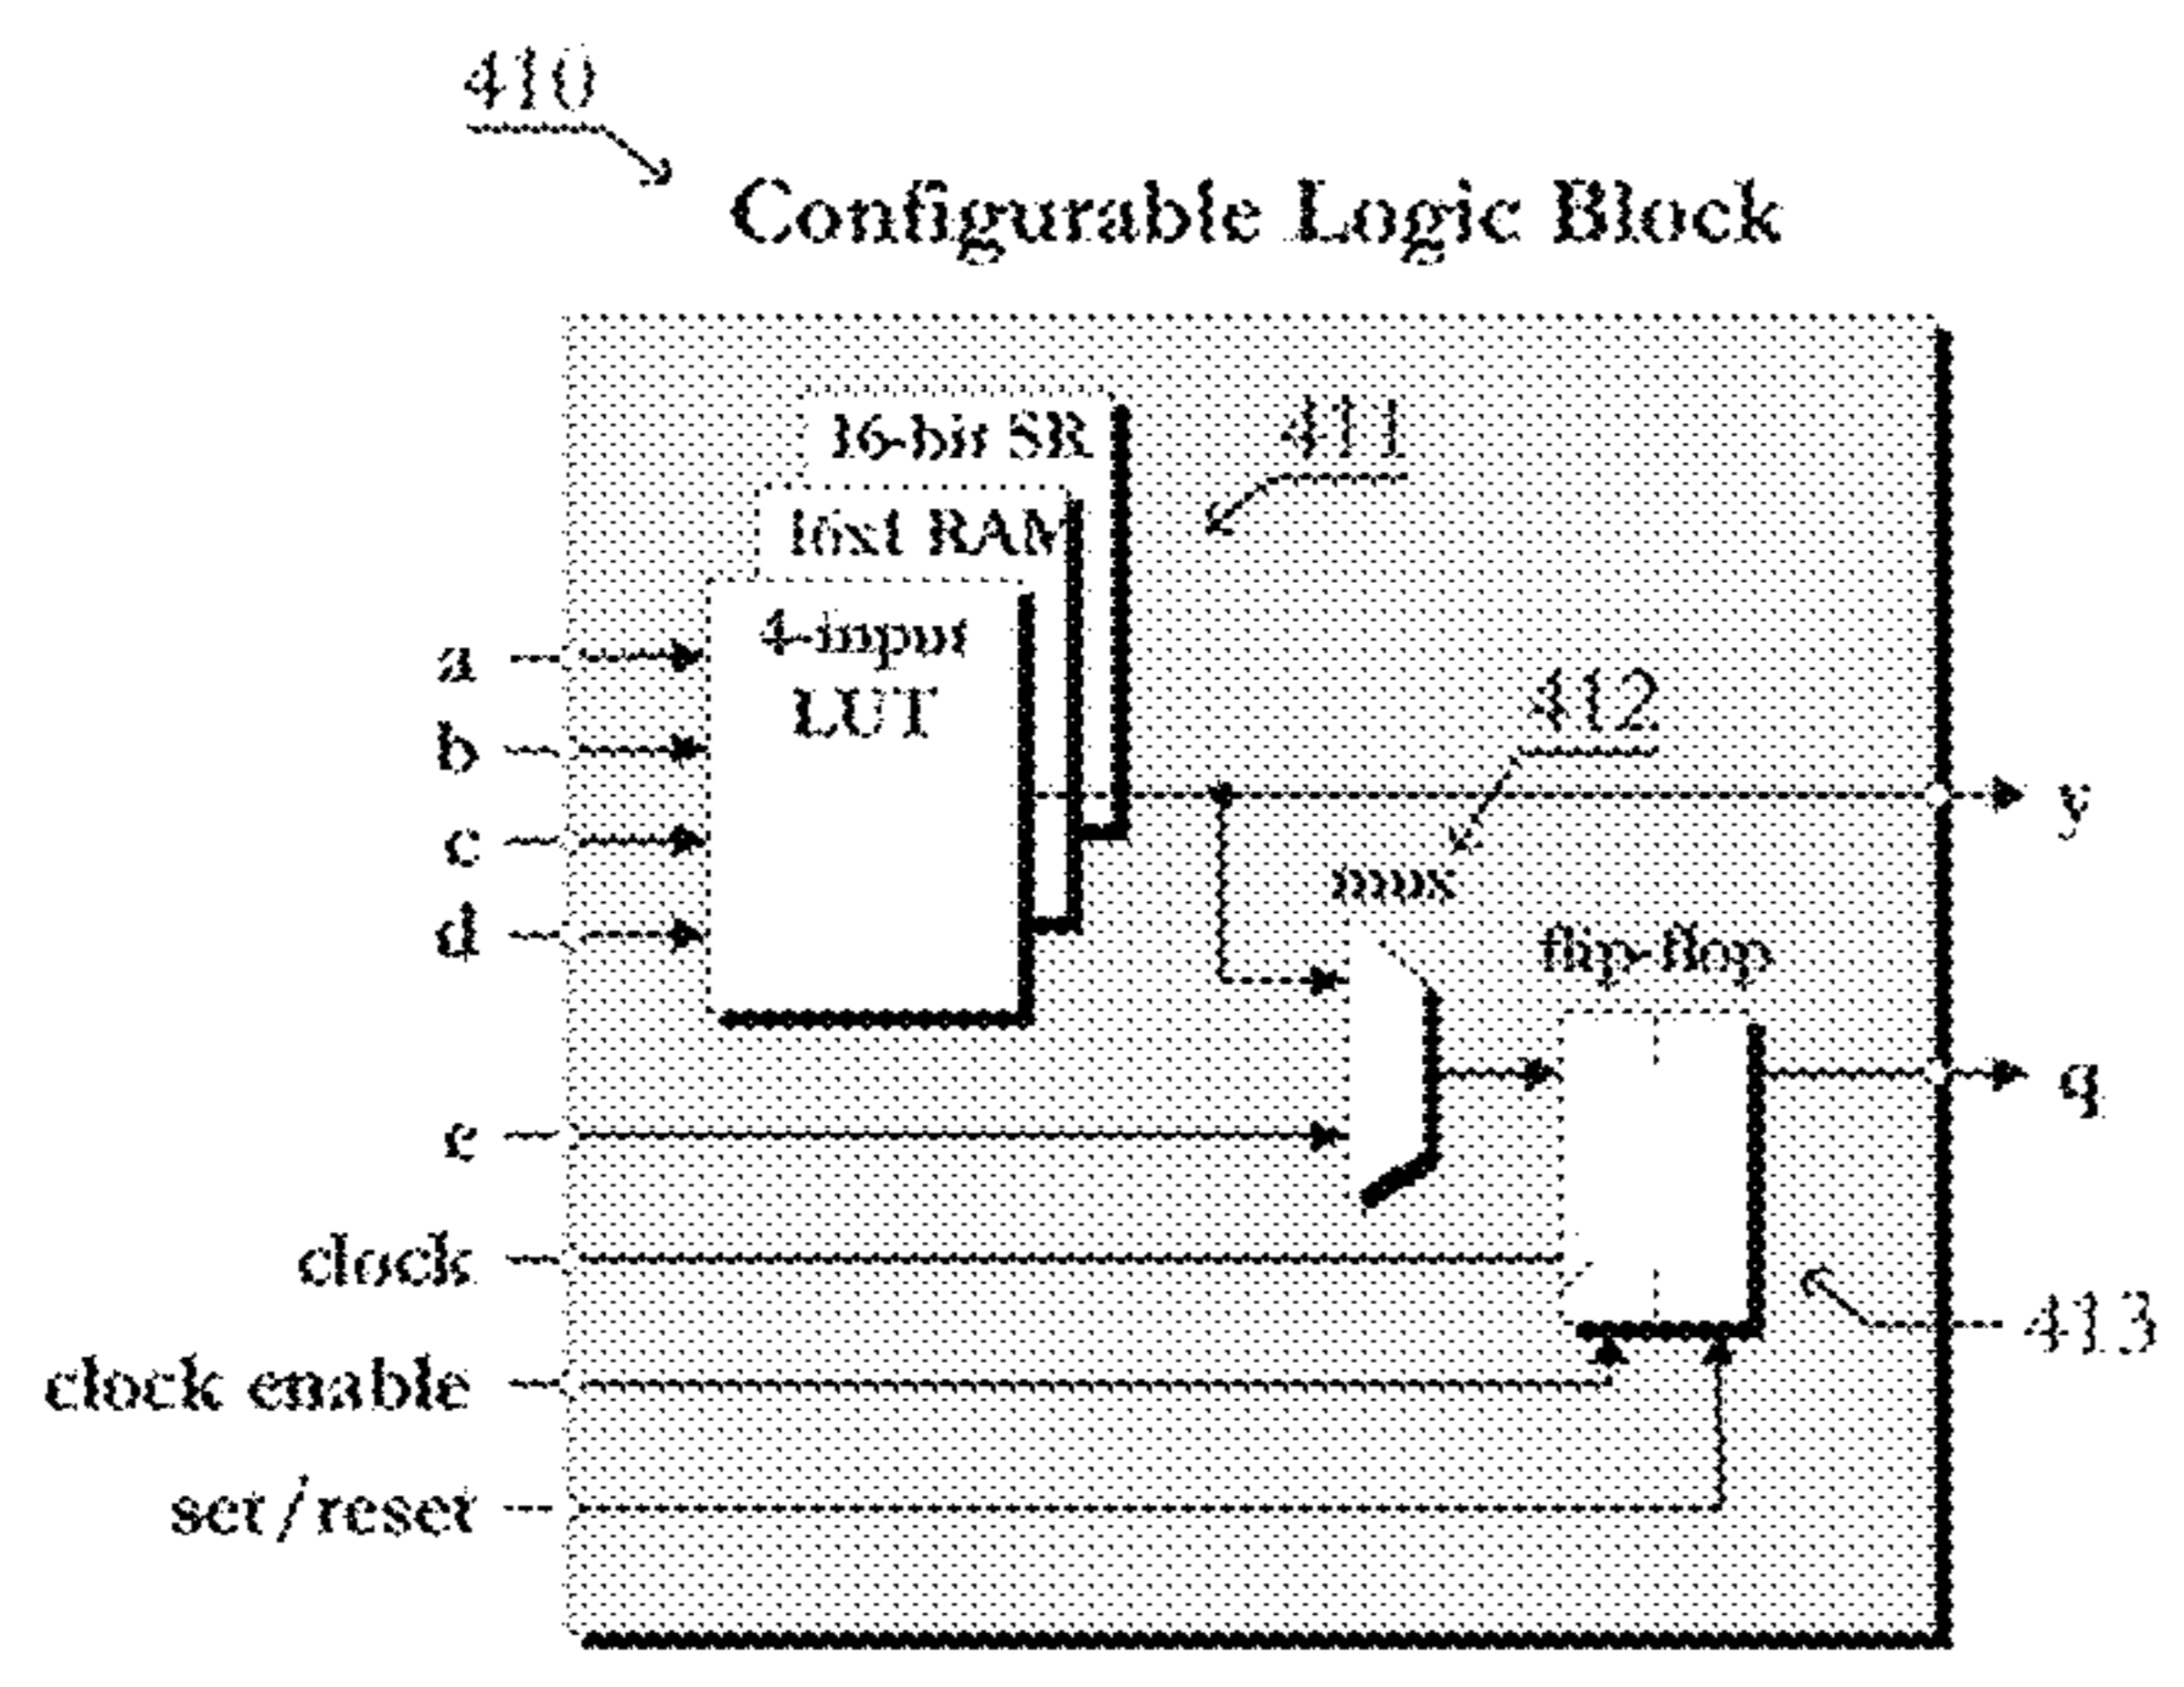 410
Configurable Logic Block
16-bit SR
411
16x1 RAM
4-input
LUT
a
b
c
d
412
y
mux
flip-flop
q
e
clock
413
clock enable
set/reset